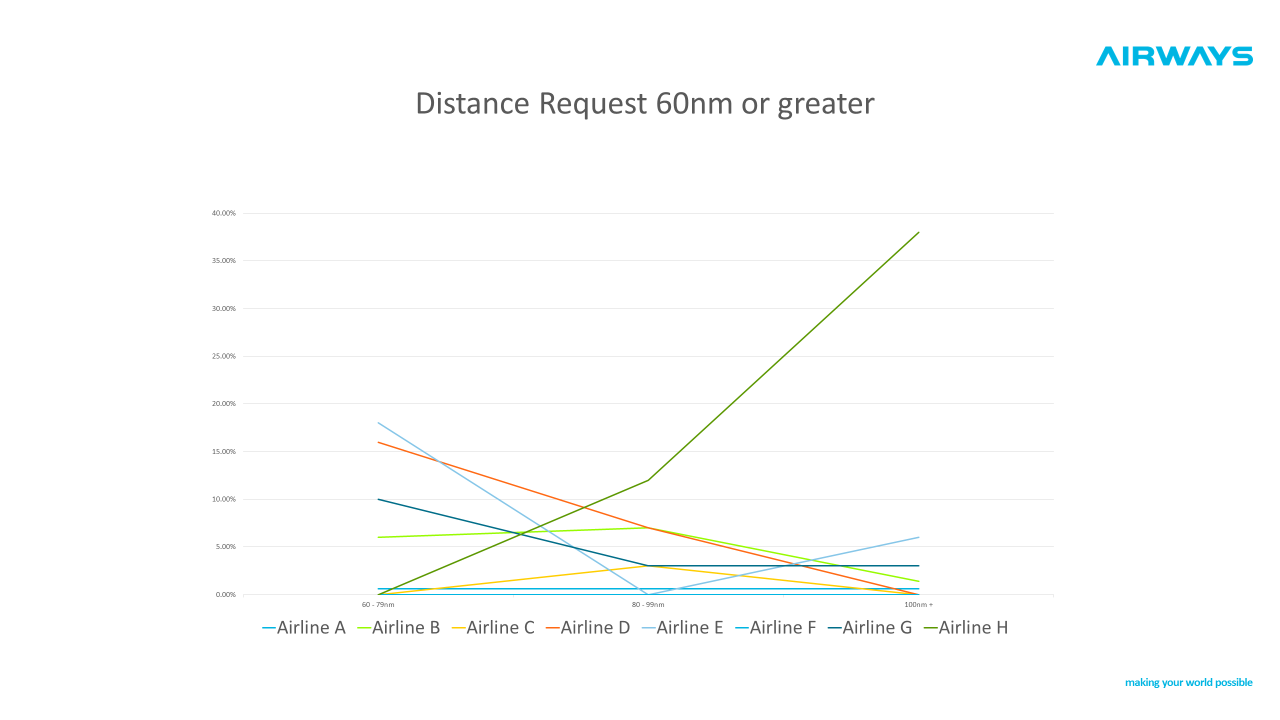 AIRWAYS
Distance Request 60nm or greater
40.00%
35.00%
30.00%
25.00%
20.00%
15.00%
10.00%
5.00%
0.00%
60 - 79nm 80 - 99nm 100nm +
Airline A Airline B Airline C Airline D Airline E Airline F Airline G Airline H
making your world possible